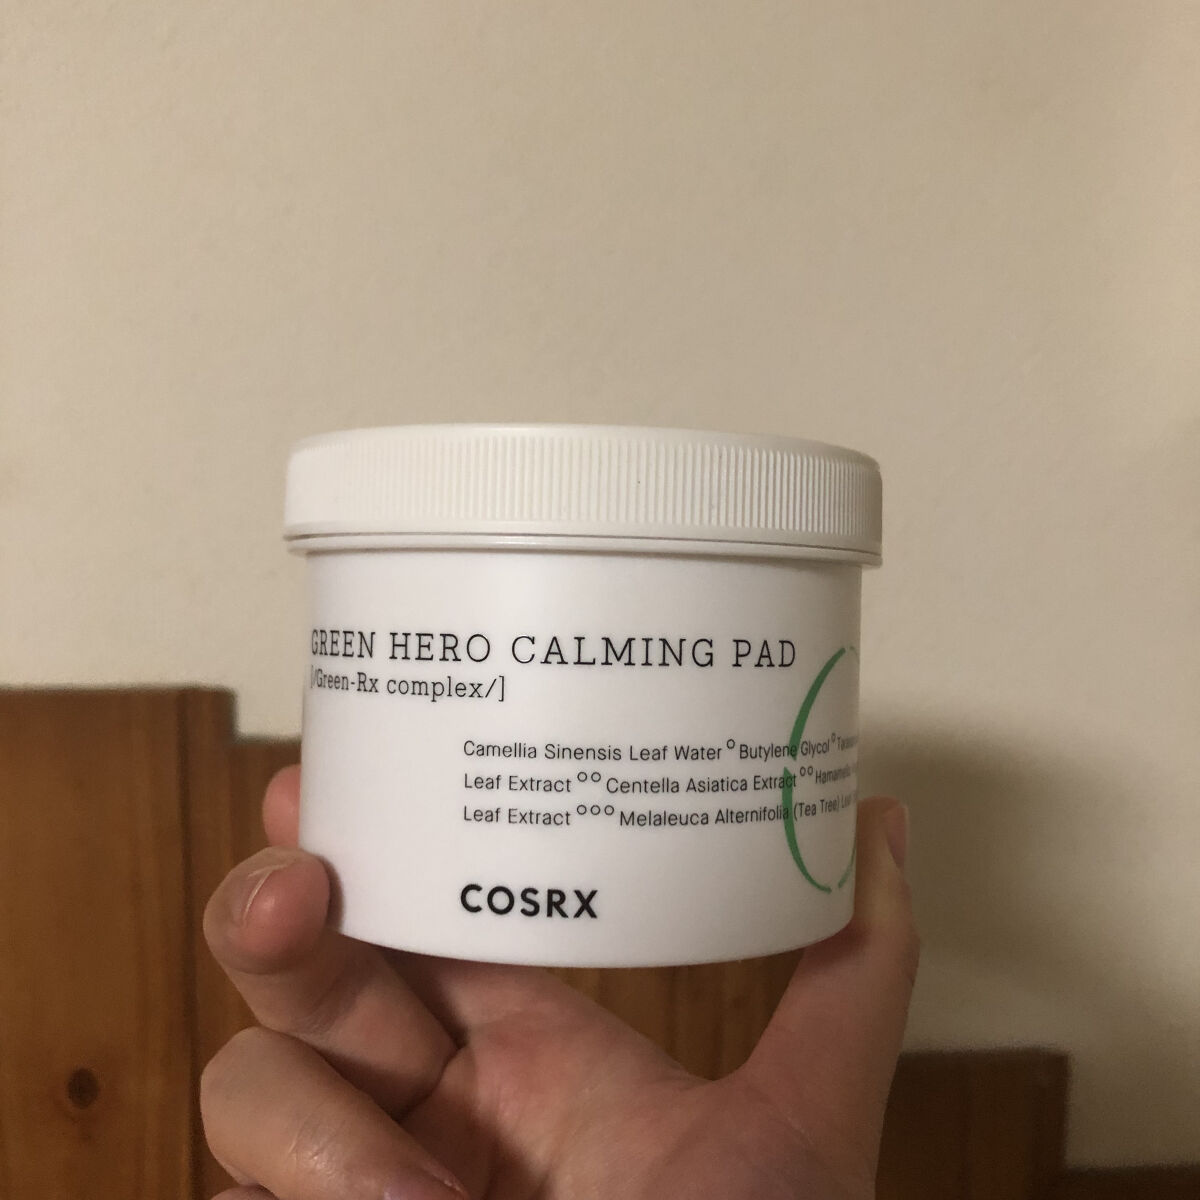 GREEN HERO CALMING PAD
[/Green-Rx complex/]
Camellia Sinensis Leaf Water ° Butylene Glycol °
Leaf Extract °° Centella Asiatica Extract °°
Leaf Extract °°° Melaleuca Alternifolia (Tea Tree) Leaf
COSRX